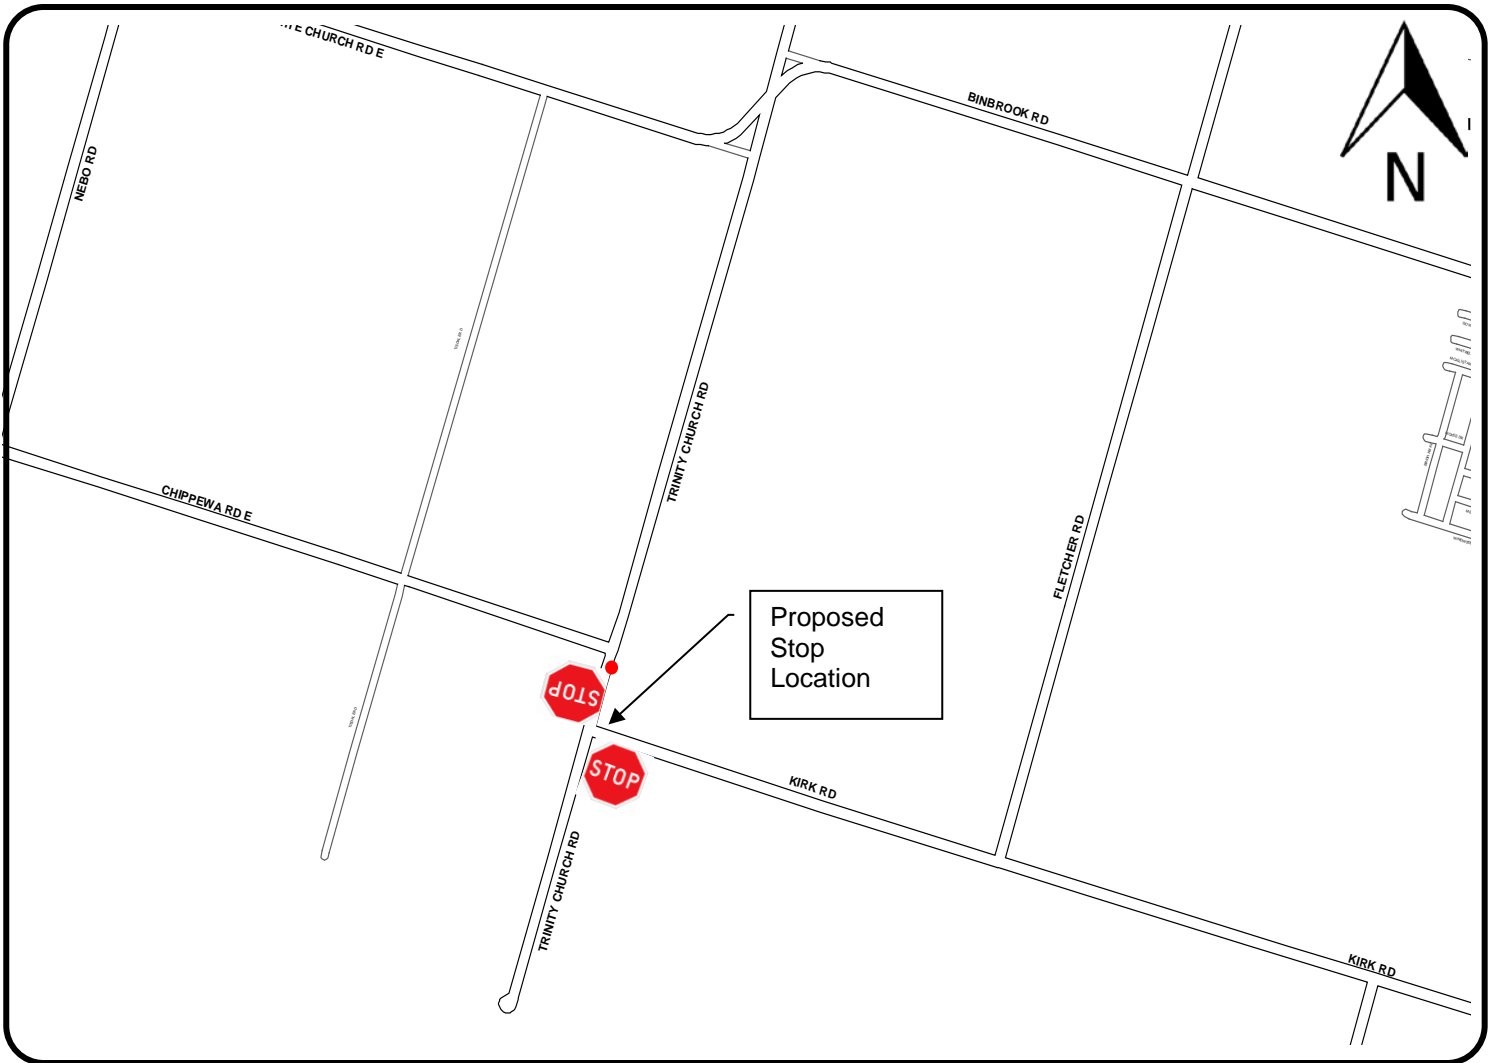 CHURCH RD E
BINBROOK RD
N
NEBO RD
TRINITY CHURCH RD
CHIPPEWA RD E
FLETCHER RD
Proposed
Stop
Location
STOP
STOP
KIRK RD
TRINITY CHURCH RD
KIRK RD